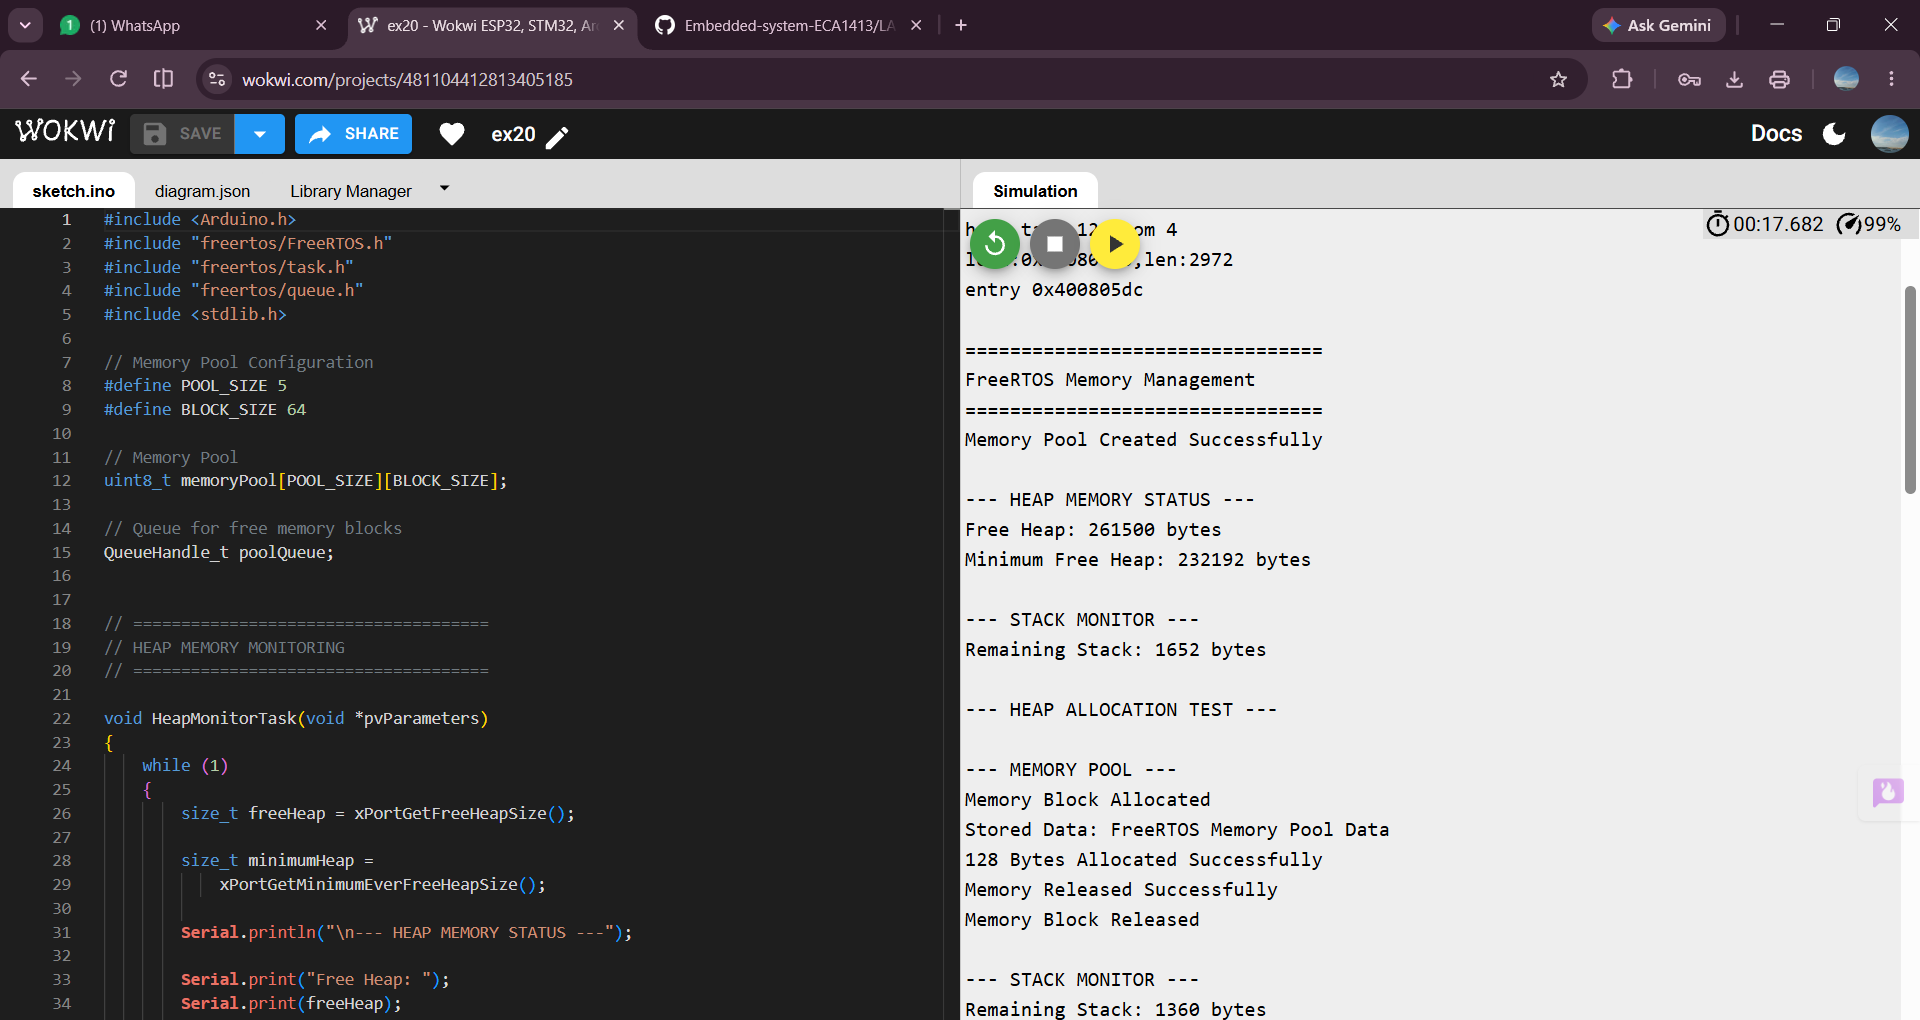 (1) WhatsApp
ex20 - Wokwi ESP32, STM32, Ar
Embedded-system-ECA1413/LA
Ask Gemini
wokwi.com/projects/481104412813405185
WOKWI
SAVE
SHARE
ex20
Docs
sketch.ino
diagram.json
Library Manager
Simulation
1 #include <Arduino.h>
2 #include "freertos/FreeRTOS.h"
3 #include "freertos/task.h"
4 #include "freertos/queue.h"
5 #include <stdlib.h>
6
7 // Memory Pool Configuration
8 #define POOL_SIZE 5
9 #define BLOCK_SIZE 64
10
11 // Memory Pool
12 uint8_t memoryPool[POOL_SIZE][BLOCK_SIZE];
13
14 // Queue for free memory blocks
15 QueueHandle_t poolQueue;
16
17
18 // =====================================
19 // HEAP MEMORY MONITORING
20 // =====================================
21
22 void HeapMonitorTask(void *pvParameters)
23 {
24 while (1)
25 {
26 size_t freeHeap = xPortGetFreeHeapSize();
27
28 size_t minimumHeap =
29 xPortGetMinimumEverFreeHeapSize();
30
31 Serial.println("\n--- HEAP MEMORY STATUS ---");
32
33 Serial.print("Free Heap: ");
34 Serial.print(freeHeap);
00:17.682 99%
4
,len:2972
entry 0x400805dc
================================
FreeRTOS Memory Management
================================
Memory Pool Created Successfully
--- HEAP MEMORY STATUS ---
Free Heap: 261500 bytes
Minimum Free Heap: 232192 bytes
--- STACK MONITOR ---
Remaining Stack: 1652 bytes
--- HEAP ALLOCATION TEST ---
--- MEMORY POOL ---
Memory Block Allocated
Stored Data: FreeRTOS Memory Pool Data
128 Bytes Allocated Successfully
Memory Released Successfully
Memory Block Released
--- STACK MONITOR ---
Remaining Stack: 1360 bytes